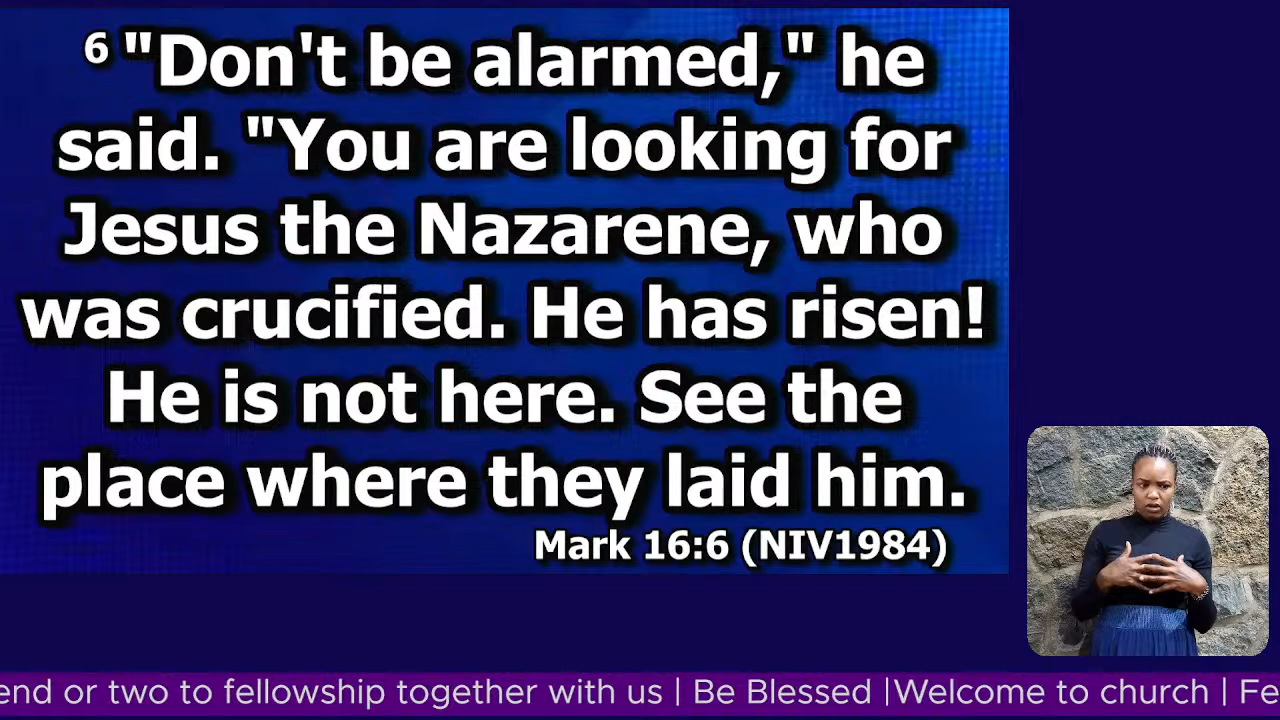 6 "Don't be alarmed," he
said. "You are looking for
Jesus the Nazarene, who
was crucified. He has risen!
He is not here. See the
place where they laid him.
Mark 16:6 (NIV1984)
end or two to fellowship together with us | Be Blessed |Welcome to church | Fe